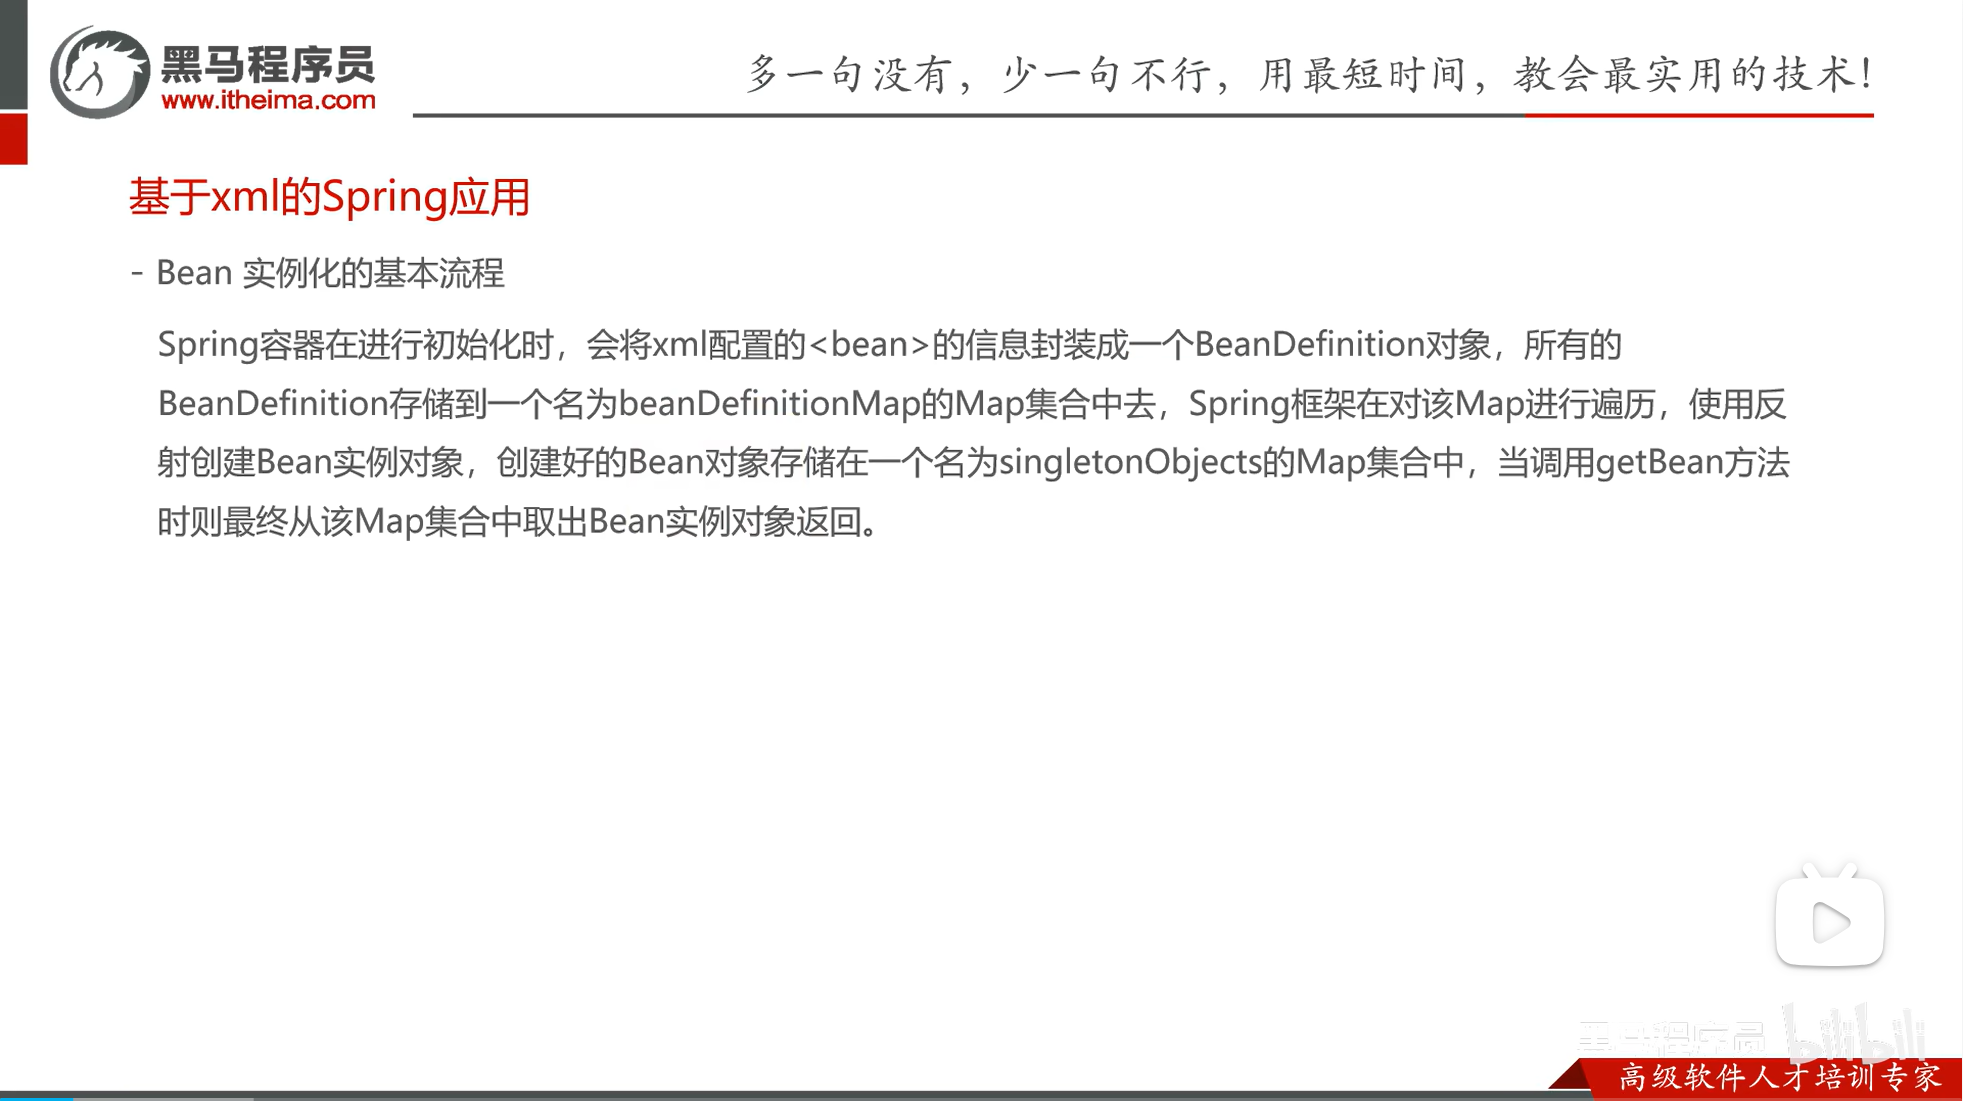 黑马程序员
www.itheima.com
多一句没有，少一句不行，用最短时间，教会最实用的技术！
基于xml的Spring应用
- Bean 实例化的基本流程
Spring容器在进行初始化时，会将xml配置的<bean>的信息封装成一个BeanDefinition对象，所有的
BeanDefinition存储到一个名为beanDefinitionMap的Map集合中去，Spring框架在对该Map进行遍历，使用反
射创建Bean实例对象，创建好的Bean对象存储在一个名为singletonObjects的Map集合中，当调用getBean方法
时则最终从该Map集合中取出Bean实例对象返回。
黑马程序员 bilibili
高级软件人才培训专家